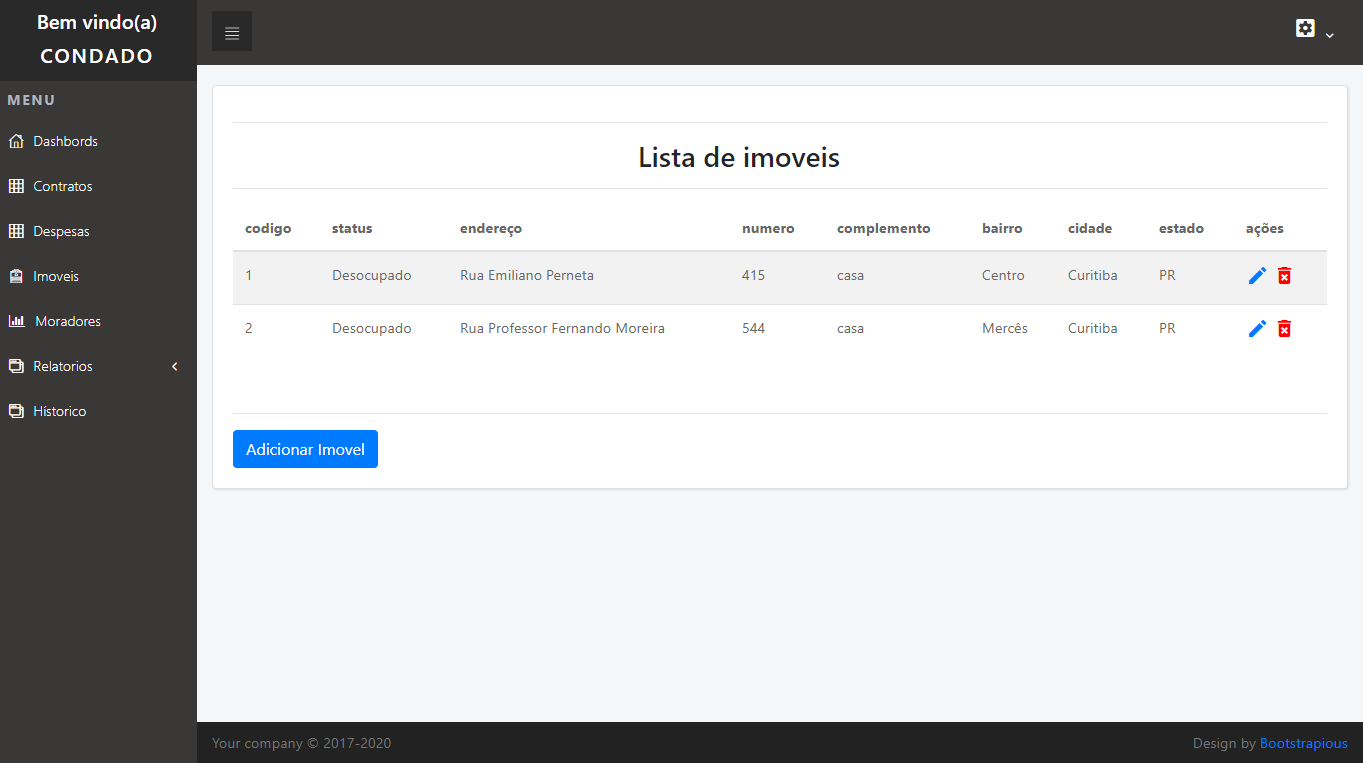 Bem vindo(a)
CONDADO
MENU
Dashbords
Contratos
Despesas
Imoveis
Moradores
Relatorios
Hístorico
Lista de imoveis
codigo status endereço numero complemento bairro cidade estado ações
1 Desocupado Rua Emiliano Perneta 415 casa Centro Curitiba PR
2 Desocupado Rua Professor Fernando Moreira 544 casa Mercês Curitiba PR
Adicionar Imovel
Your company © 2017-2020 Design by Bootstrapious